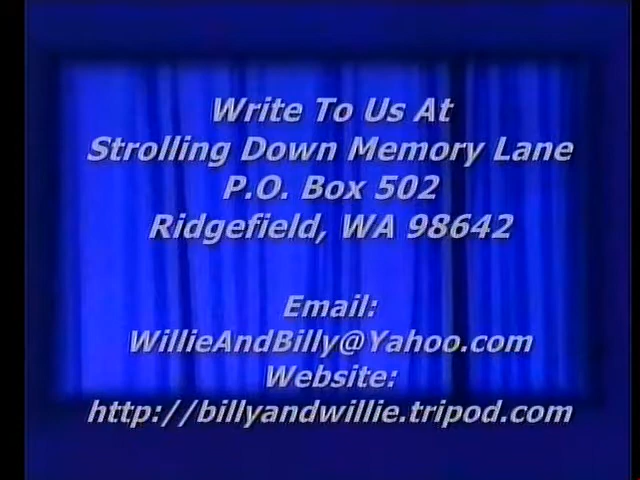 Write To Us At
Strolling Down Memory Lane
P.O. Box 502
Ridgefield, WA 98642
Email:
WillieAndBilly@Yahoo.com
Website:
http://billyandwillie.tripod.com